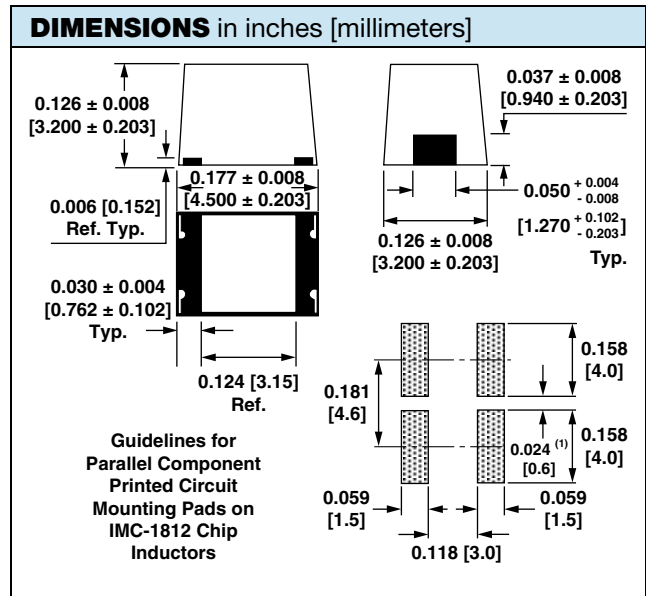 DIMENSIONS in inches [millimeters]
0.126 ± 0.008
[3.200 ± 0.203]
0.177 ± 0.008
[4.500 ± 0.203]
0.006 [0.152]
Ref. Typ.
0.030 ± 0.004
[0.762 ± 0.102]
Typ.
0.124 [3.15]
Ref.
0.037 ± 0.008
[0.940 ± 0.203]
0.050 + 0.004
- 0.008
[1.270 + 0.102
- 0.203]
Typ.
0.126 ± 0.008
[3.200 ± 0.203]
0.158
[4.0]
0.181
[4.6]
0.024 (1)
[0.6]
0.158
[4.0]
0.059
[1.5]
0.059
[1.5]
0.118 [3.0]
Guidelines for
Parallel Component
Printed Circuit
Mounting Pads on
IMC-1812 Chip
Inductors